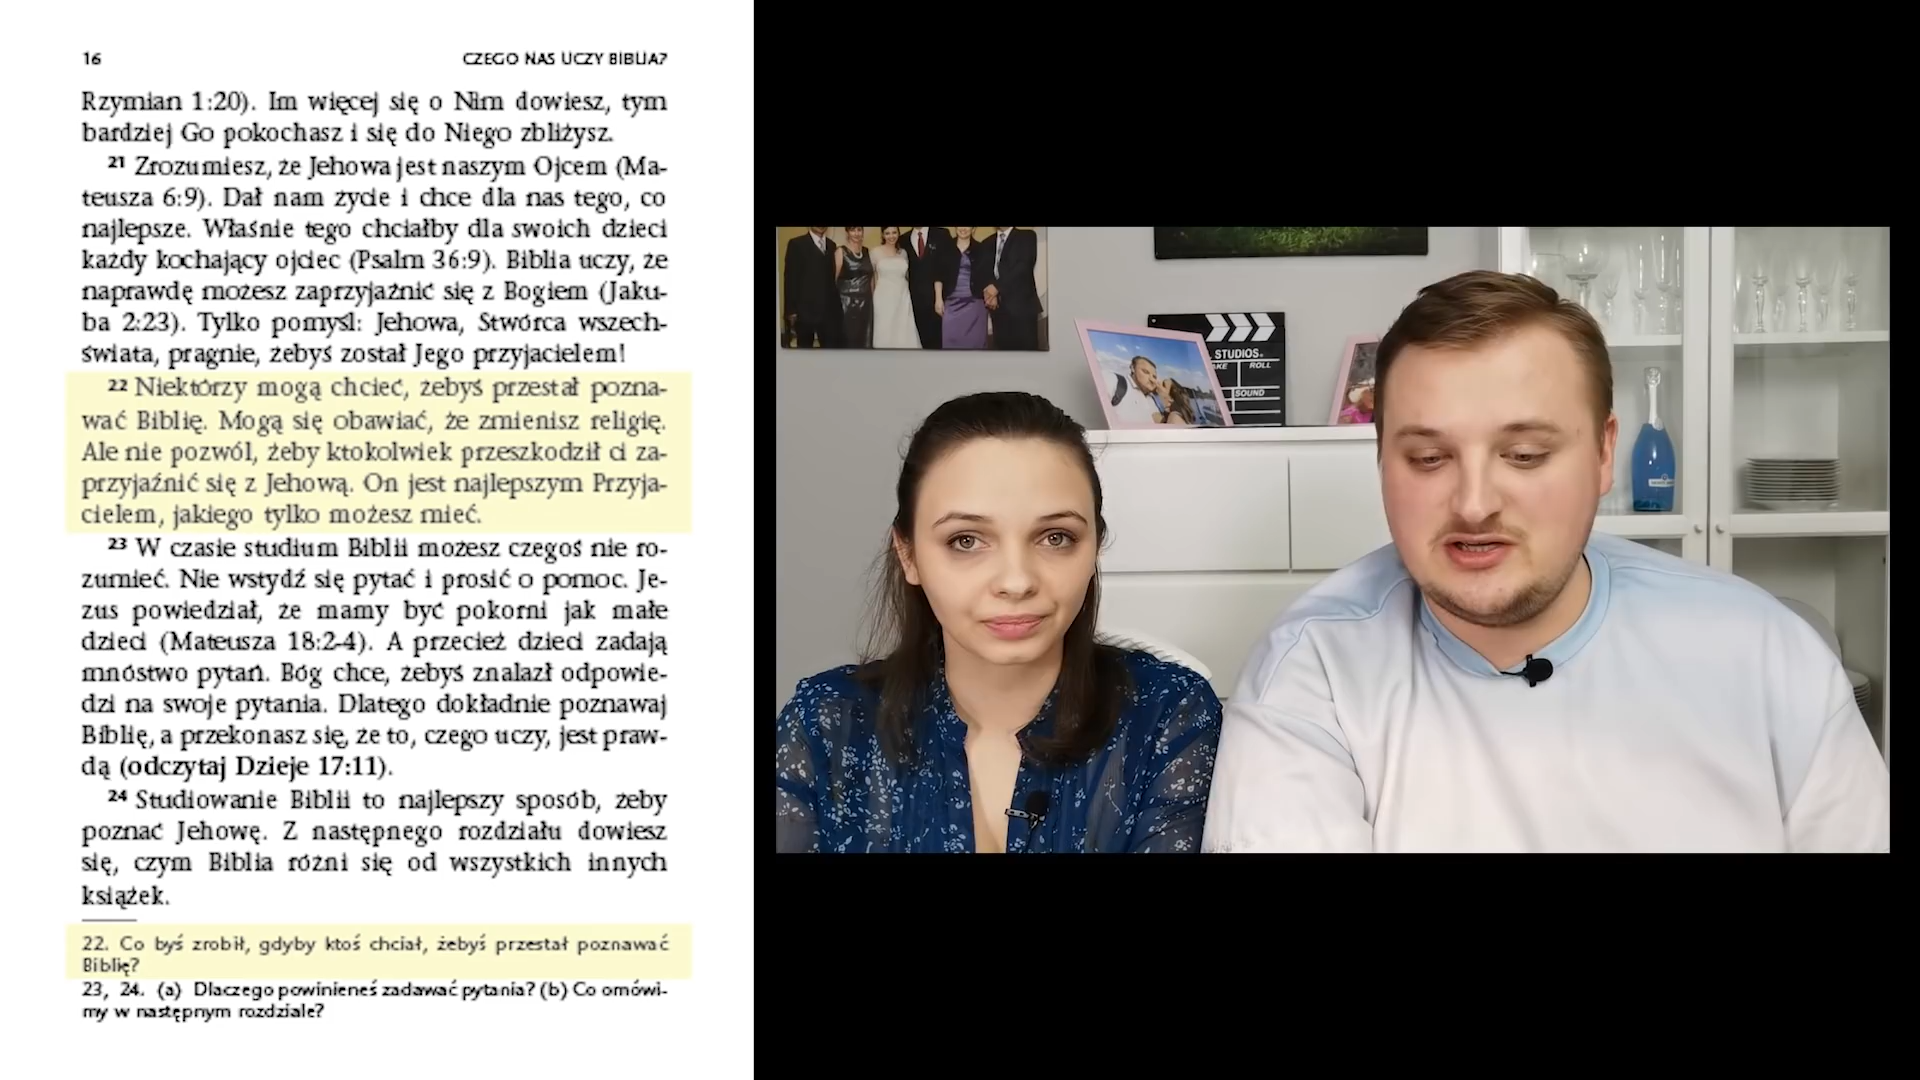 16 CZEGO NAS UCZY BIBLIA?
Rzymian 1:20). Im więcej się o Nim dowiesz, tym
bardziej Go pokochasz i się do Niego zbliżysz.
21 Zrozumiesz, że Jehowa jest naszym Ojcem (Ma-
teusza 6:9). Dał nam życie i chce dla nas tego, co
najlepsze. Właśnie tego chciałby dla swoich dzieci
każdy kochający ojciec (Psalm 36:9). Biblia uczy, że
naprawdę możesz zaprzyjaźnić się z Bogiem (Jaku-
ba 2:23). Tylko pomyśl: Jehowa, Stwórca wszech-
świata, pragnie, żebyś został Jego przyjacielem!
22 Niektórzy mogą chcieć, żebyś przestał pozna-
wać Biblię. Mogą się obawiać, że zmienisz religię.
Ale nie pozwól, żeby ktokolwiek przeszkodził ci za-
przyjaźnić się z Jehową. On jest najlepszym Przyja-
cielem, jakiego tylko możesz mieć.
23 W czasie studium Biblii możesz czegoś nie ro-
zumieć. Nie wstydź się pytać i prosić o pomoc. Je-
zus powiedział, że mamy być pokorni jak małe
dzieci (Mateusza 18:2-4). A przecież dzieci zadają
mnóstwo pytań. Bóg chce, żebyś znalazł odpowie-
dzi na swoje pytania. Dlatego dokładnie poznawaj
Biblię, a przekonasz się, że to, czego uczy, jest praw-
dą (odczytaj Dzieje 17:11).
24 Studiowanie Biblii to najlepszy sposób, żeby
poznać Jehowę. Z następnego rozdziału dowiesz
się, czym Biblia różni się od wszystkich innych
książek.
22. Co byś zrobił, gdyby ktoś chciał, żebyś przestał poznawać
Biblię?
23, 24. (a) Dlaczego powinieneś zadawać pytania? (b) Co omówi-
my w następnym rozdziale?
STUDIOS
ROLL
SOUND